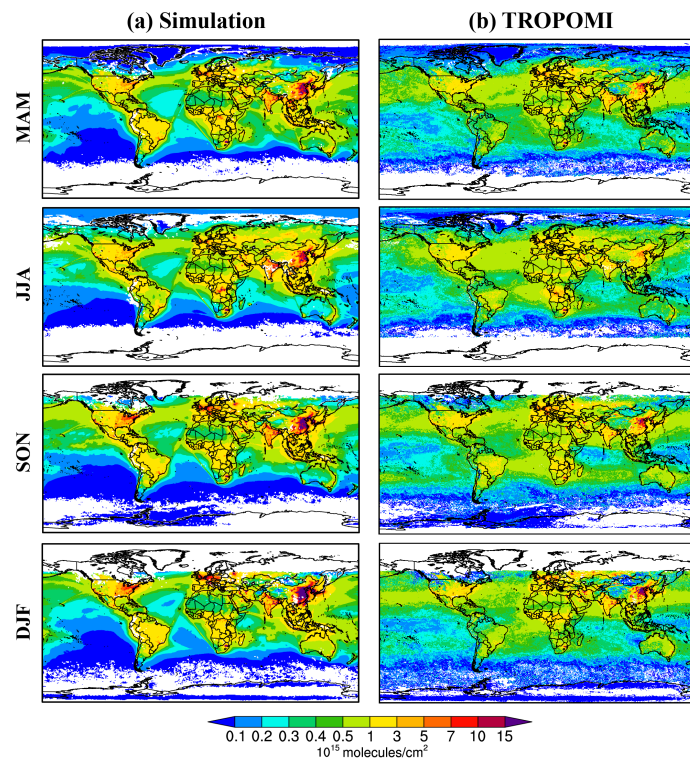 (a) Simulation
(b) TROPOMI
MAM
JJA
SON
DJF
0.1 0.2 0.3 0.4 0.5 1 3 5 7 10 15
10¹⁵ molecules/cm²